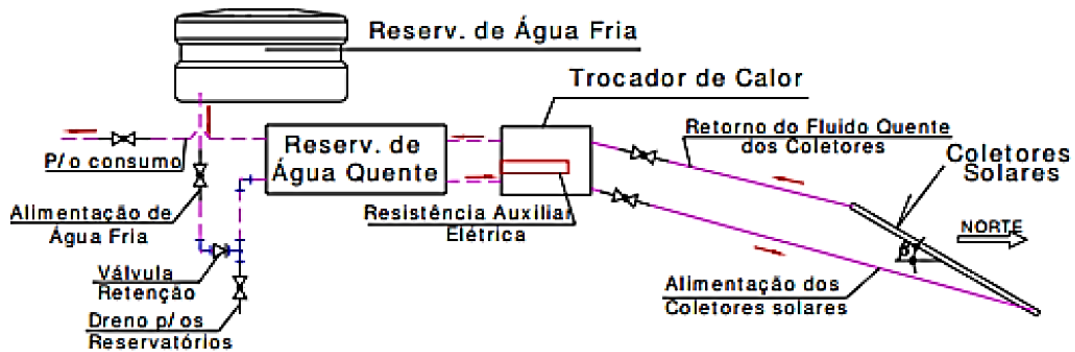 Reserv. de Água Fria
Trocador de Calor
P/ o consumo
Reserv. de
Água Quente
Retorno do Fluido Quente
dos Coletores
Coletores
Solares
Alimentação de
Água Fria
Resistência Auxiliar
Elétrica
NORTE
β
Válvula
Retenção
Alimentação dos
Coletores solares
Dreno p/ os
Reservatórios